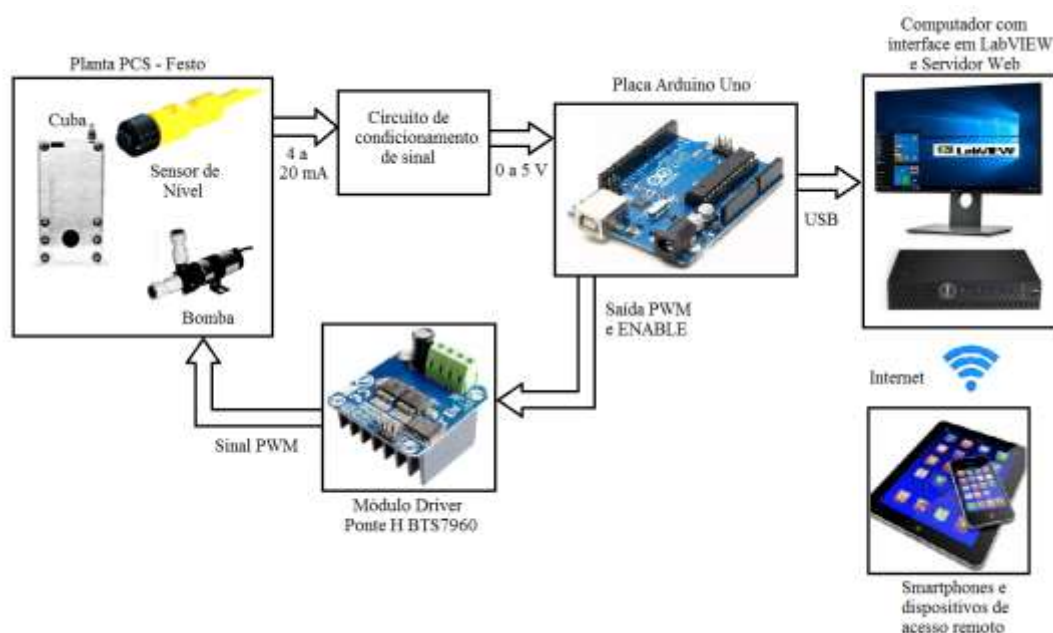 Computador com
interface em LabVIEW
e Servidor Web
Planta PCS - Festo
Placa Arduino Uno
Cuba
Sensor de
Nível
Bomba
4 a
20 mA
Circuito de
condicionamento
de sinal
0 a 5 V
USB
LabVIEW
Saída PWM
e ENABLE
Sinal PWM
Módulo Driver
Ponte H BTS7960
Internet
Smartphones e
dispositivos de
acesso remoto